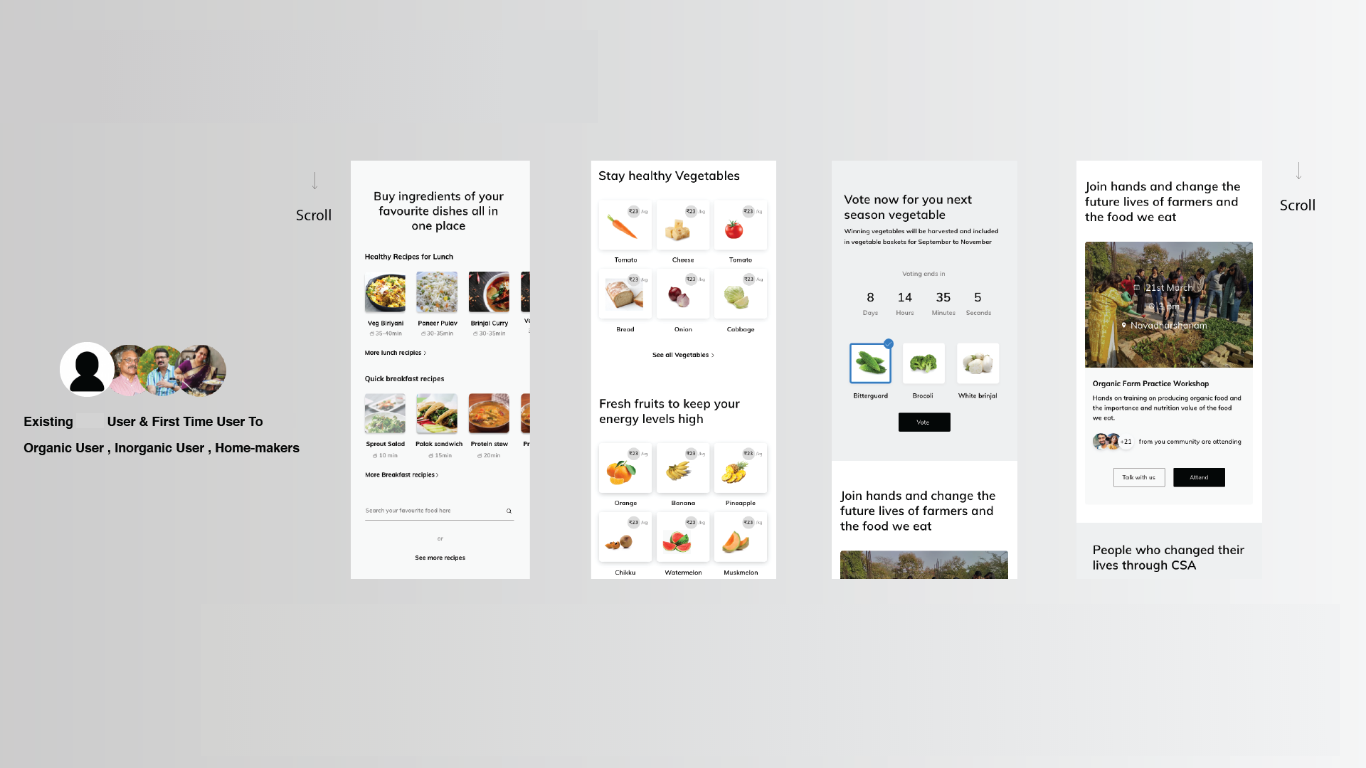 Scroll
Existing User & First Time User To
Organic User , Inorganic User , Home-makers
Buy ingredients of your
favourite dishes all in
one place
Healthy Recipes for Lunch
Veg Biriyani Paneer Pulav Brinjal Curry
35-40min 30-35min 30-35min
More lunch recipies >
Quick breakfast recipes
Sprout Salad Palak sandwich Protein stew
10 min 15min 20min
More Breakfast recipies >
Search your favourite food here
or
See more recipes
Stay healthy Vegetables
₹23 /kg ₹23 /kg ₹23 /kg
Tomato Cheese Tomato
₹23 /kg ₹23 /kg ₹23 /kg
Bread Onion Cabbage
See all Vegetables >
Fresh fruits to keep your
energy levels high
₹23 /kg ₹23 /kg ₹23 /kg
Orange Banana Pineapple
₹23 /kg ₹23 /kg ₹23 /kg
Chikku Watermelon Muskmelon
Vote now for you next
season vegetable
Winning vegetables will be harvested and included
in vegetable baskets for September to November
Voting ends in
8 14 35 5
Days Hours Minutes Seconds
Bitterguard Brocoli White brinjal
Vote
Join hands and change the
future lives of farmers and
the food we eat
Join hands and change the
future lives of farmers and
the food we eat
21st March
pm
Navadharshanam
Organic Farm Practice Workshop
Hands on training on producing organic food and
the importance and nutrition value of the food
we eat.
+21 from you community are attending
Talk with us Attend
People who changed their
lives through CSA
Scroll